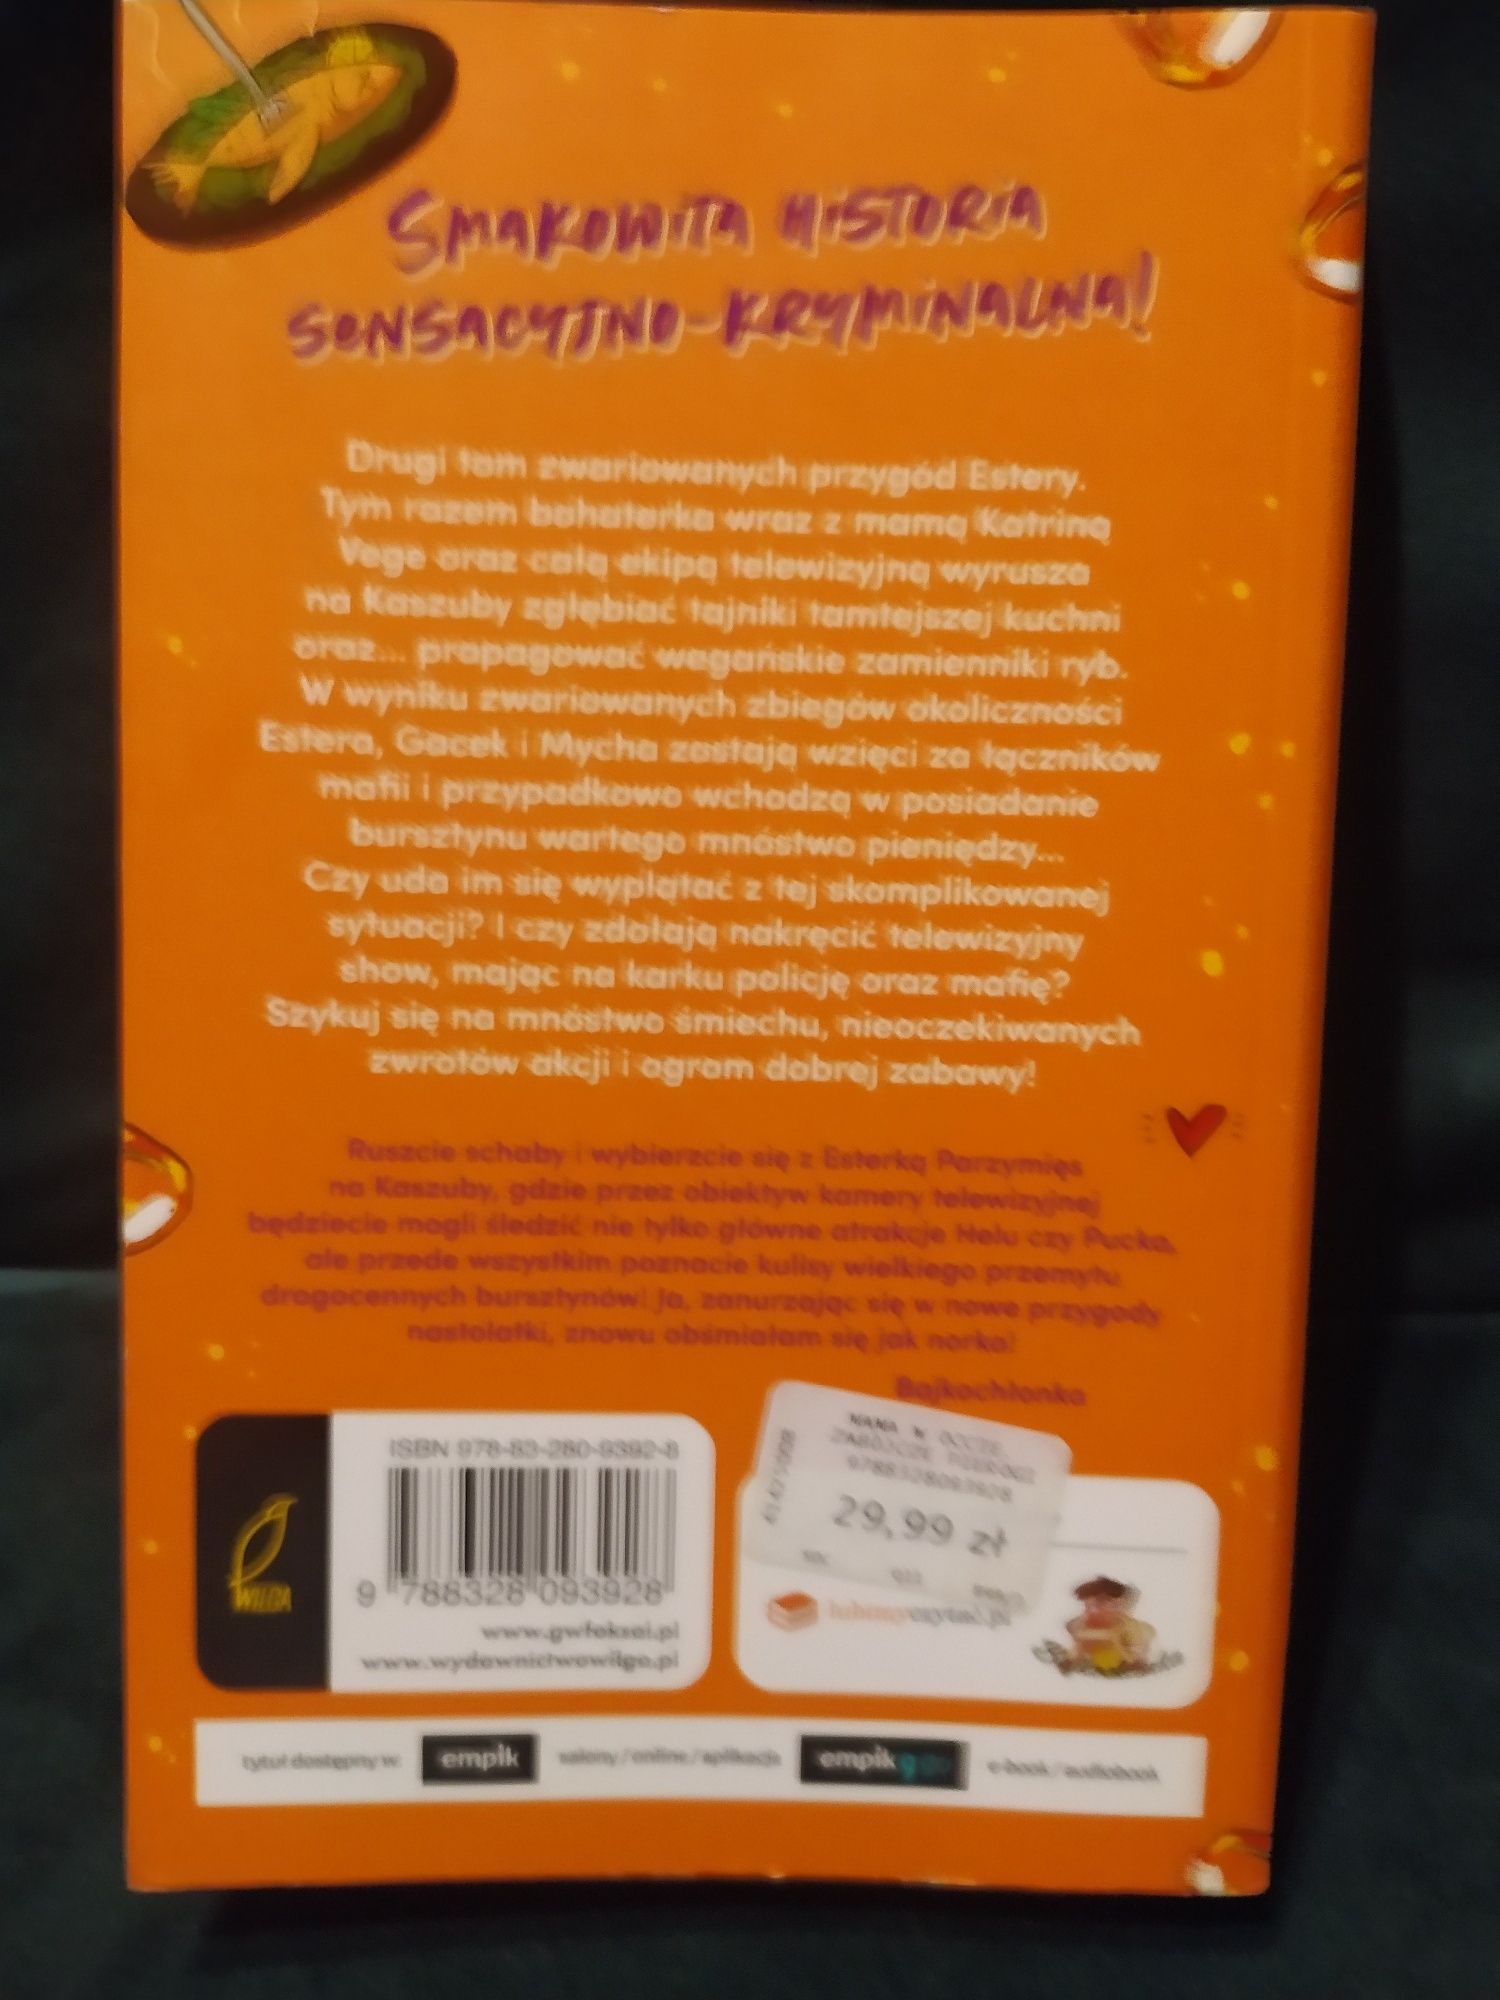 SMAKOWITA HISTORIA
SENSACYJNO-KRYMINALNA!
Drugi tom zwariowanych przygód Estery.
Tym razem bohaterka wraz z mamą Katriną
Vege oraz całą ekipą telewizyjną wyrusza
na Kaszuby zgłębiać tajniki tamtejszej kuchni
oraz... propagować wegańskie zamienniki ryb.
W wyniku zwariowanych zbiegów okoliczności
Estera, Gacek i Mycha zostają wzięci za łączników
mafii i przypadkowo wchodzą w posiadanie
bursztynu wartego mnóstwo pieniędzy...
Czy uda im się wyplątać z tej skomplikowanej
sytuacji? I czy zdołają nakręcić telewizyjny
show, mając na karku policję oraz mafię?
Szykuj się na mnóstwo śmiechu, nieoczekiwanych
zwrotów akcji i ogrom dobrej zabawy!
Ruszcie schaby i wybierzcie się z Esterką Parzymięs
na Kaszuby, gdzie przez obiektyw kamery telewizyjnej
będziecie mogli śledzić nie tylko główne atrakcje Helu czy Pucka,
ale przede wszystkim poznacie kulisy wielkiego przemytu
drogocennych bursztynów! Ja, zanurzając się w nowe przygody
nastolatki, znowu obśmiałam się jak norka!
Bajkochłonka
ISBN 978-83-280-9392-8
9 788328 093928
WILGA
www.gwfoksal.pl
www.wydawnictwowilga.pl
MAMA W OCCIE.
ZABÓJCZE PIEROGI
9788328093928
29,99 zł
lubimyczytać.pl
tytuł dostępny w: empik salony / online / aplikacja empik go e-book / audiobook